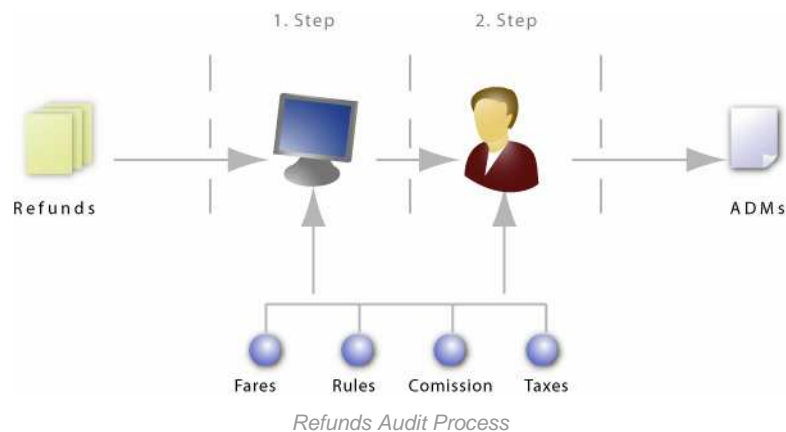 1. Step 2. Step
Refunds ADMs
Fares Rules Comission Taxes
Refunds Audit Process